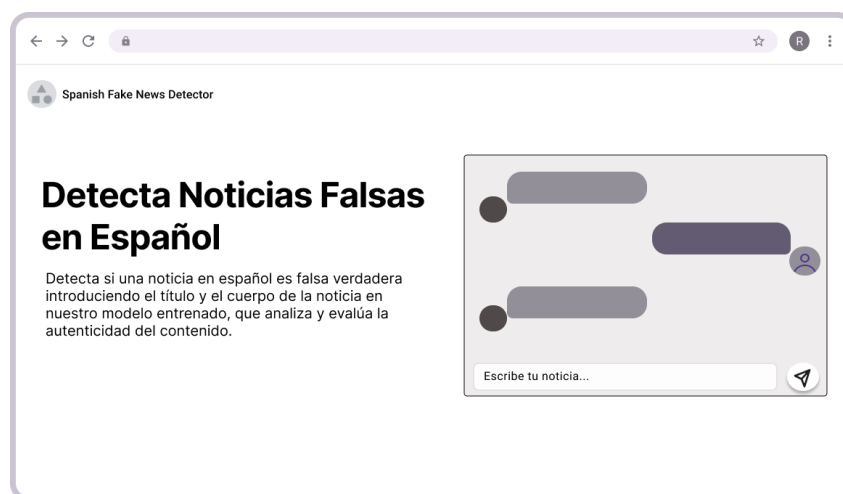 R
Spanish Fake News Detector
Detecta Noticias Falsas
en Español
Detecta si una noticia en español es falsa verdadera
introduciendo el título y el cuerpo de la noticia en
nuestro modelo entrenado, que analiza y evalúa la
autenticidad del contenido.
Escribe tu noticia...